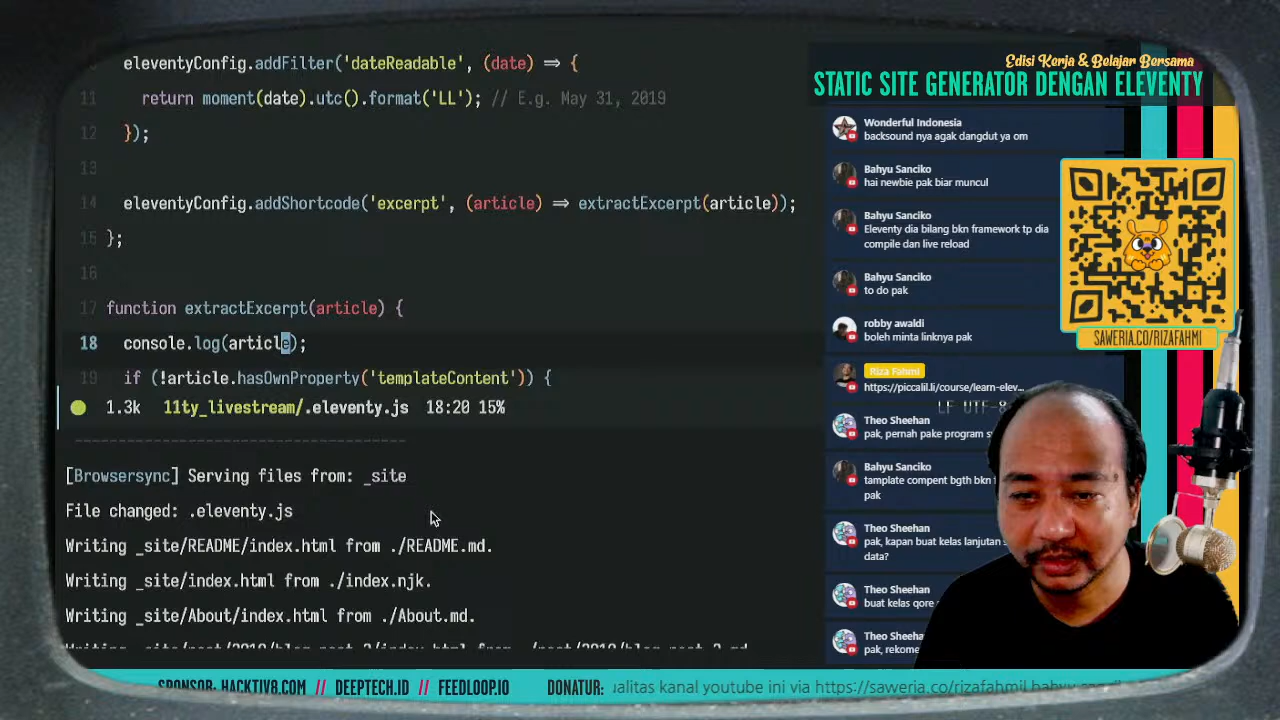 eleventyConfig.addFilter('dateReadable', (date) => {
11 return moment(date).utc().format('LL'); // E.g. May 31, 2019
12 });
13
14 eleventyConfig.addShortcode('excerpt', (article) => extractExcerpt(article));
15 };
16
17 function extractExcerpt(article) {
18 console.log(article);
19 if (!article.hasOwnProperty('templateContent')) {
1.3k 11ty_livestream/.eleventy.js 18:20 15%
LF UTF-8
[Browsersync] Serving files from: _site
File changed: .eleventy.js
Writing _site/README/index.html from ./README.md.
Writing _site/index.html from ./index.njk.
Writing _site/About/index.html from ./About.md.
Edisi Kerja & Belajar Bersama
STATIC SITE GENERATOR DENGAN ELEVENTY
Wonderful Indonesia
backsound nya agak dangdut ya om
Bahyu Sanciko
hai newbie pak biar muncul
Bahyu Sanciko
Eleventy dia bilang bkn framework tp dia
compile dan live reload
Bahyu Sanciko
to do pak
robby awaldi
boleh minta linknya pak
Riza Fahmi
https://piccalil.li/course/learn-elev...
Theo Sheehan
pak, pernah pake program
Bahyu Sanciko
tamplate compent bgth bkn
pak
Theo Sheehan
pak, kapan buat kelas lanjutan
data?
Theo Sheehan
buat kelas qore
Theo Sheehan
pak, rekome
SAWERIA.CO/RIZAFAHMI
SPONSOR: HACKTIV8.COM // DEEPTECH.ID // FEEDLOOP.IO
DONATUR: ualitas kanal youtube ini via https://saweria.co/rizafahmi